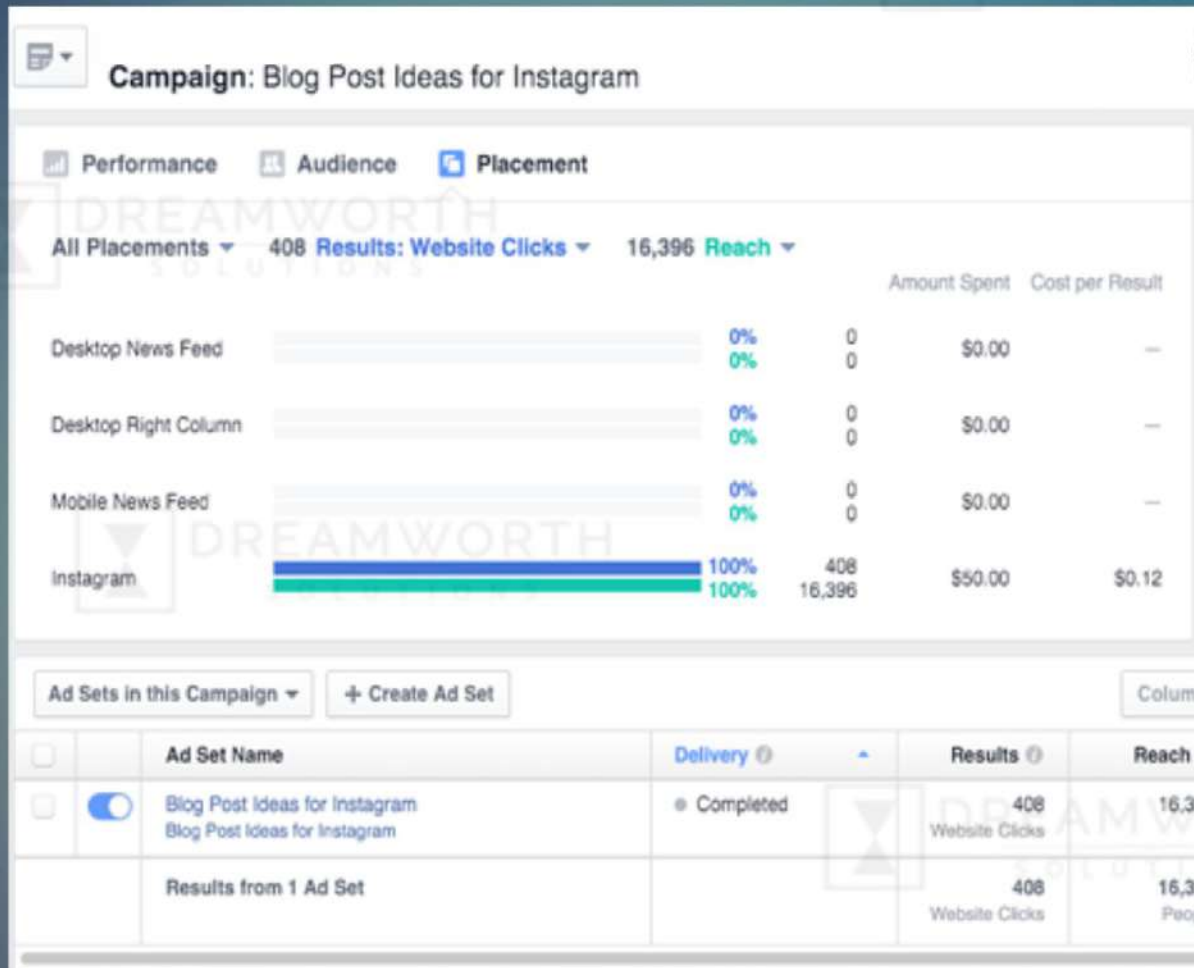 Campaign: Blog Post Ideas for Instagram
Performance Audience Placement
DREAMWORTH
SOLUTIONS
All Placements 408 Results: Website Clicks 16,396 Reach
Amount Spent Cost per Result
Desktop News Feed 0% 0 $0.00 —
0% 0
Desktop Right Column 0% 0 $0.00 —
0% 0
Mobile News Feed 0% 0 $0.00 —
0% 0
DREAMWORTH
Instagram 100% 408 $50.00 $0.12
100% 16,396
Ad Sets in this Campaign + Create Ad Set Colum
Ad Set Name Delivery Results Reach
Blog Post Ideas for Instagram Completed 408 16,3
Blog Post Ideas for Instagram Website Clicks
Results from 1 Ad Set 408 16,3
Website Clicks Peo